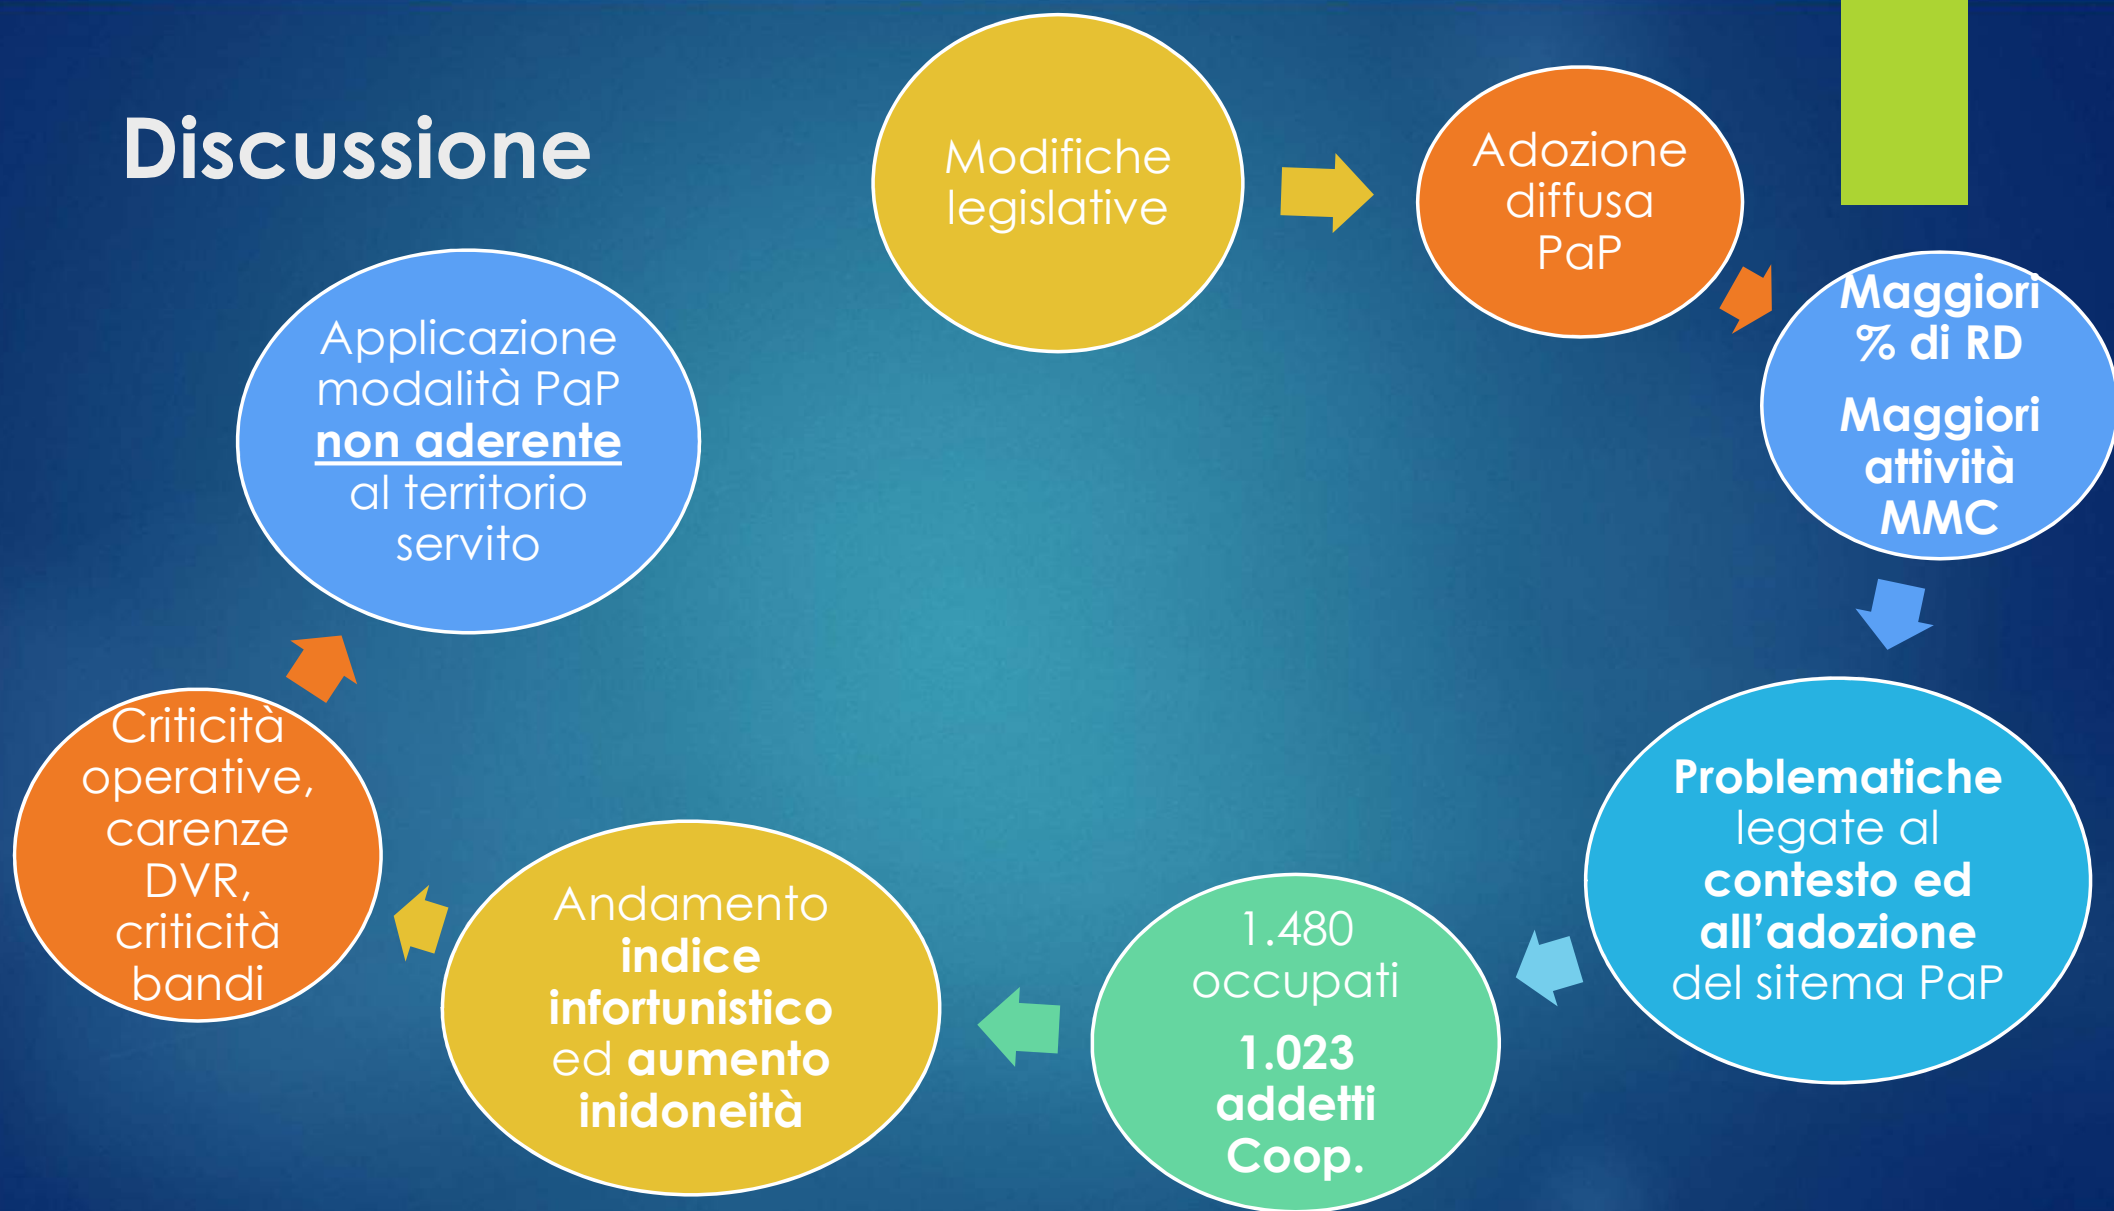 Discussione
Modifiche
legislative
Adozione
diffusa
PaP
Maggiori
% di RD
Maggiori
attività
MMC
Problematiche
legate al
contesto ed
all’adozione
del sitema PaP
1.480
occupati
1.023
addetti
Coop.
Andamento
indice
infortunistico
ed aumento
inidoneità
Criticità
operative,
carenze
DVR,
criticità
bandi
Applicazione
modalità PaP
non aderente
al territorio
servito